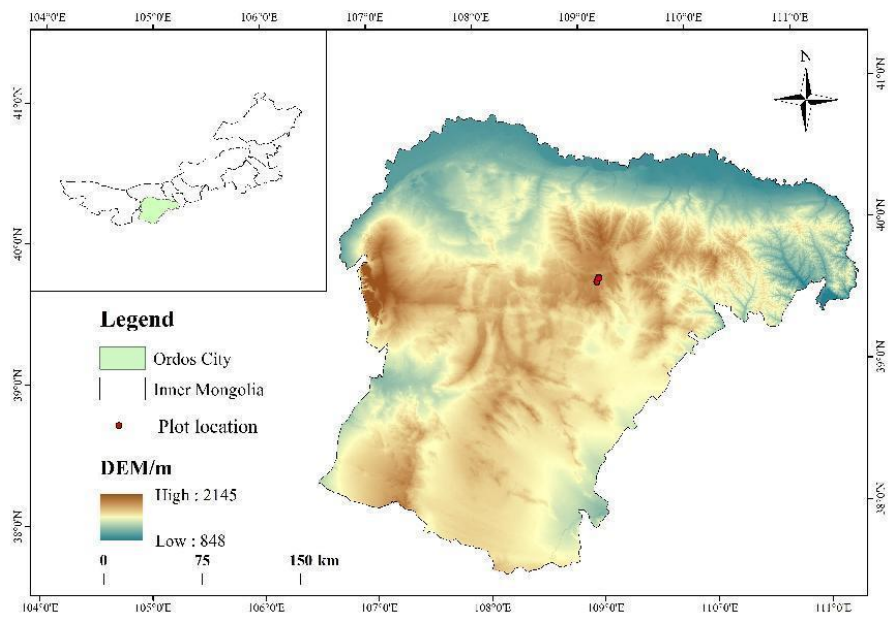 104°0'E 105°0'E 106°0'E 107°0'E 108°0'E 109°0'E 110°0'E 111°0'E
N
41°0'N
41°0'N
40°0'N
40°0'N
39°0'N
39°0'N
38°0'N
38°0'N
Legend
Ordos City
Inner Mongolia
Plot location
DEM/m
High : 2145
Low : 848
0 75 150 km
104°0'E 105°0'E 106°0'E 107°0'E 108°0'E 109°0'E 110°0'E 111°0'E